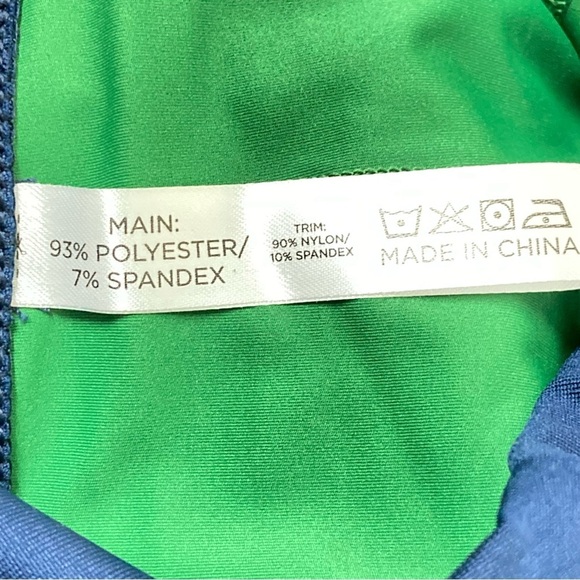 MAIN:
93% POLYESTER/
7% SPANDEX
TRIM:
90% NYLON/
10% SPANDEX
MADE IN CHINA